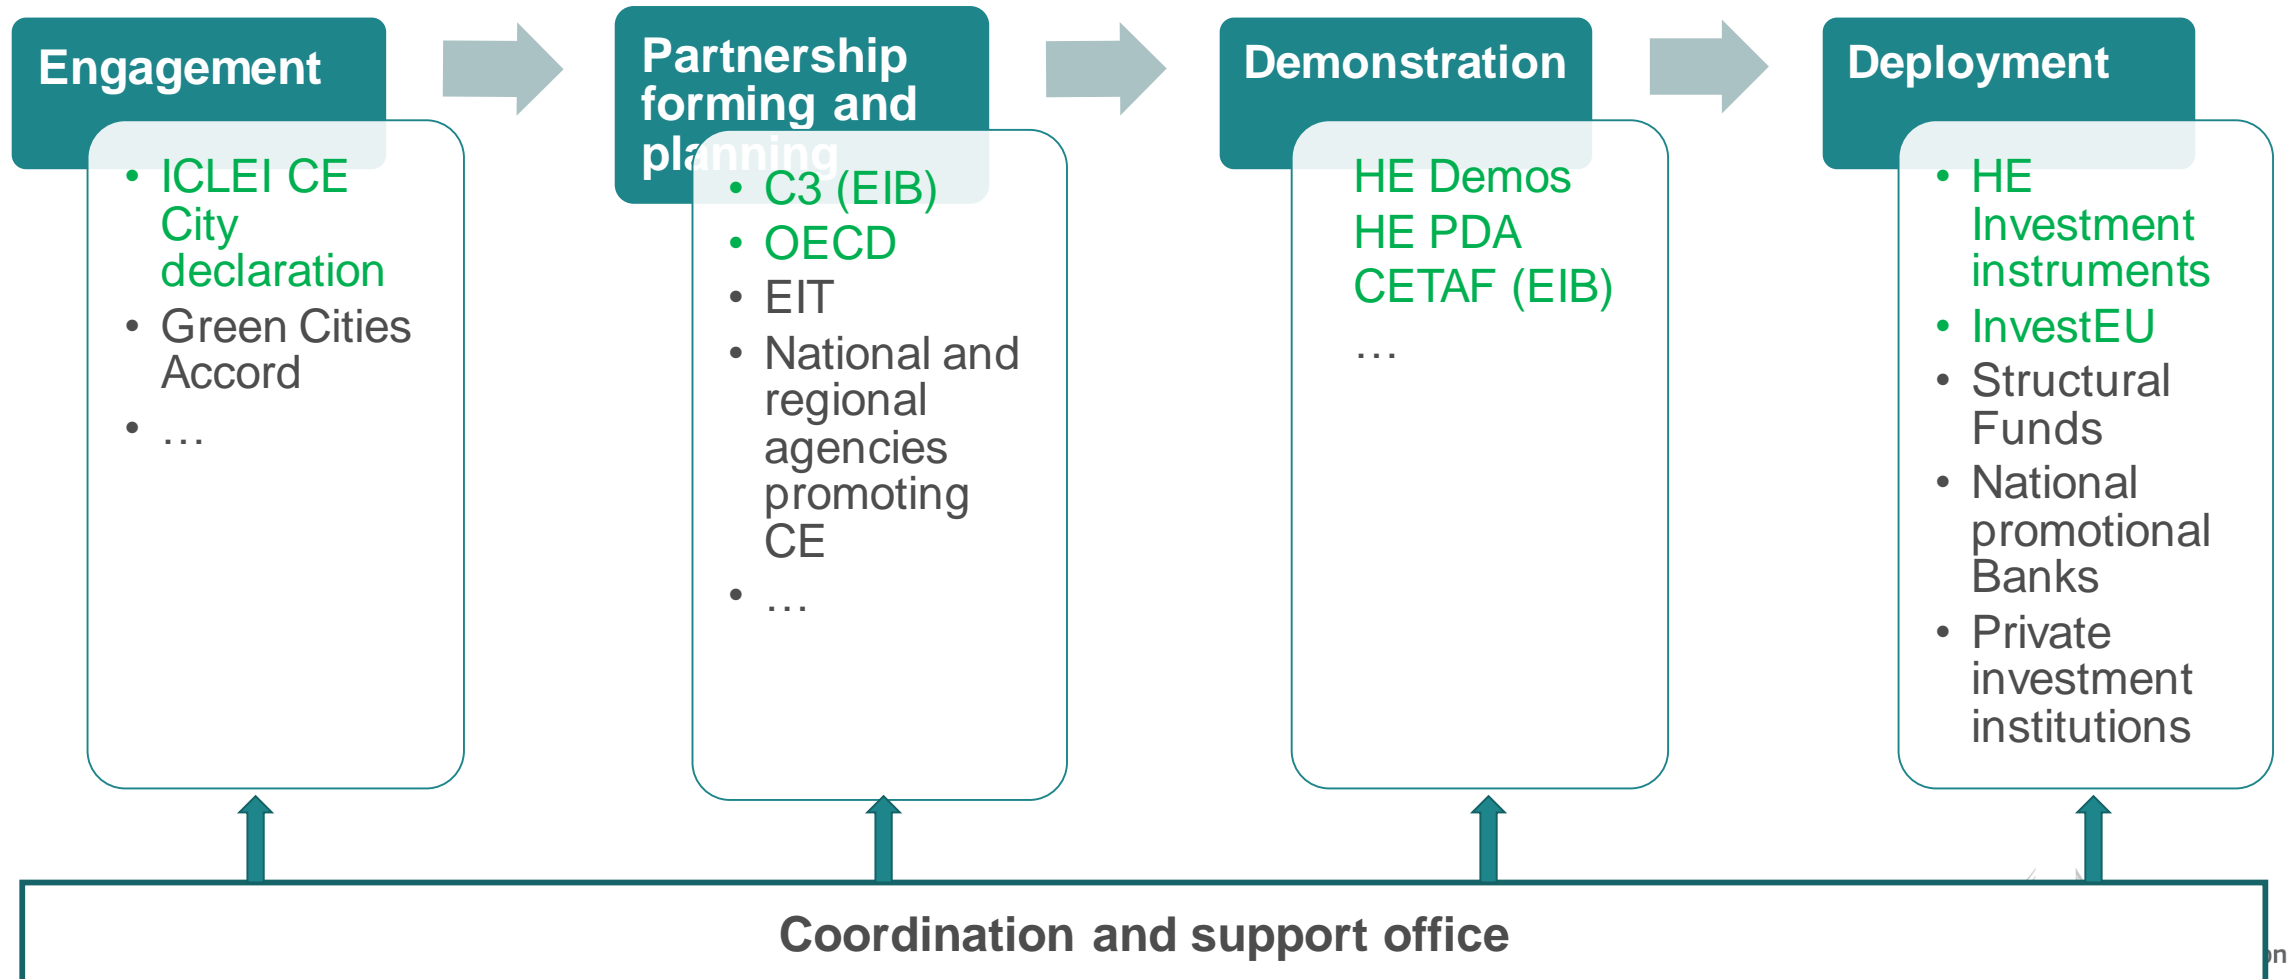 Engagement
• ICLEI CE
City
declaration
• Green Cities
Accord
• …
Partnership
forming and
planning
• C3 (EIB)
• OECD
• EIT
• National and
regional
agencies
promoting
CE
• …
Demonstration
HE Demos
HE PDA
CETAF (EIB)
…
Deployment
• HE
Investment
instruments
• InvestEU
• Structural
Funds
• National
promotional
Banks
• Private
investment
institutions
Coordination and support office